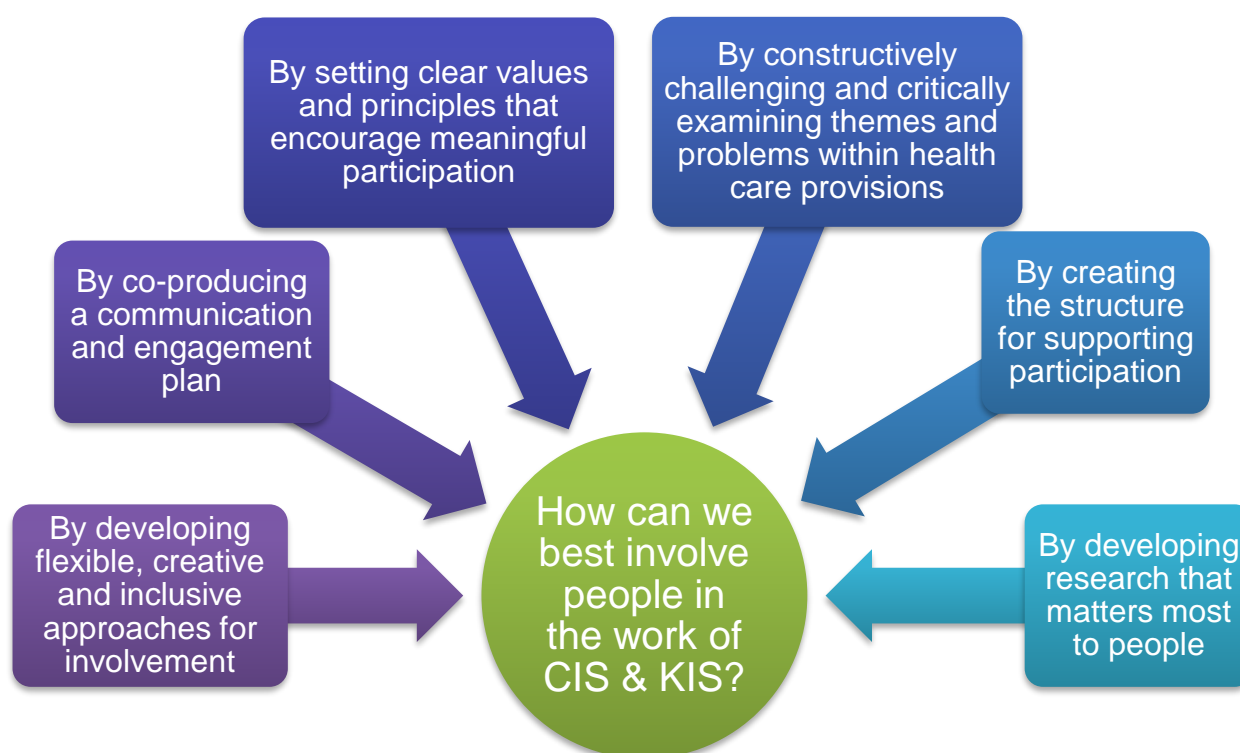 By setting clear values
and principles that
encourage meaningful
participation
By constructively
challenging and critically
examining themes and
problems within health
care provisions
By co-producing
a communication
and engagement
plan
By creating
the structure
for supporting
participation
By developing
flexible, creative
and inclusive
approaches for
involvement
How can we
best involve
people in
the work of
CIS & KIS?
By developing
research that
matters most
to people